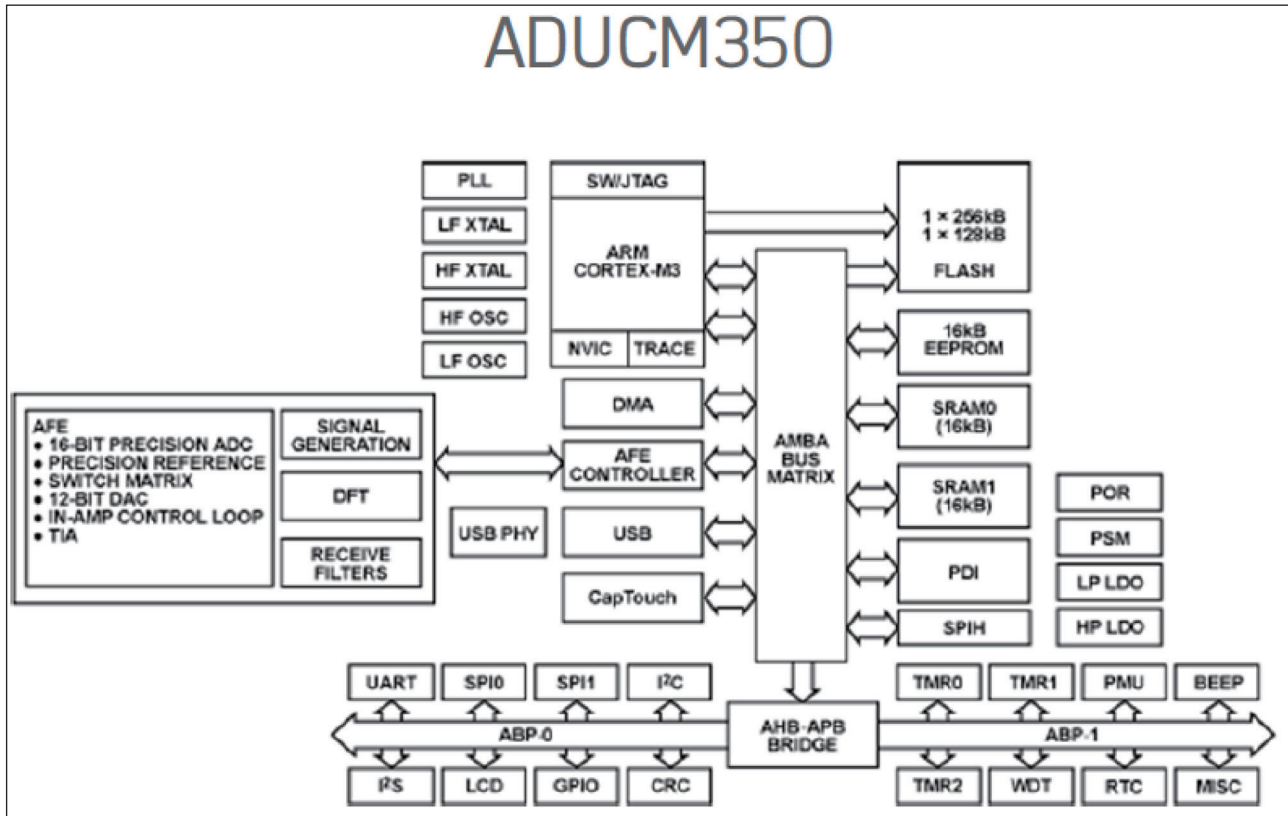 ADUCM350
PLL
LF XTAL
HF XTAL
HF OSC
LF OSC
SW/JTAG
ARM
CORTEX-M3
NVIC
TRACE
1 × 256kB
1 × 128kB
FLASH
16kB
EEPROM
SRAM0
(16kB)
SRAM1
(16kB)
PDI
SPIH
AMBA
BUS
MATRIX
DMA
AFE
CONTROLLER
USB PHY
USB
CapTouch
AFE
● 16-BIT PRECISION ADC
● PRECISION REFERENCE
● SWITCH MATRIX
● 12-BIT DAC
● IN-AMP CONTROL LOOP
● TIA
SIGNAL
GENERATION
DFT
RECEIVE
FILTERS
POR
PSM
LP LDO
HP LDO
UART
SPI0
SPI1
I²C
ABP-0
I²S
LCD
GPIO
CRC
AHB-APB
BRIDGE
TMR0
TMR1
PMU
BEEP
ABP-1
TMR2
WDT
RTC
MISC